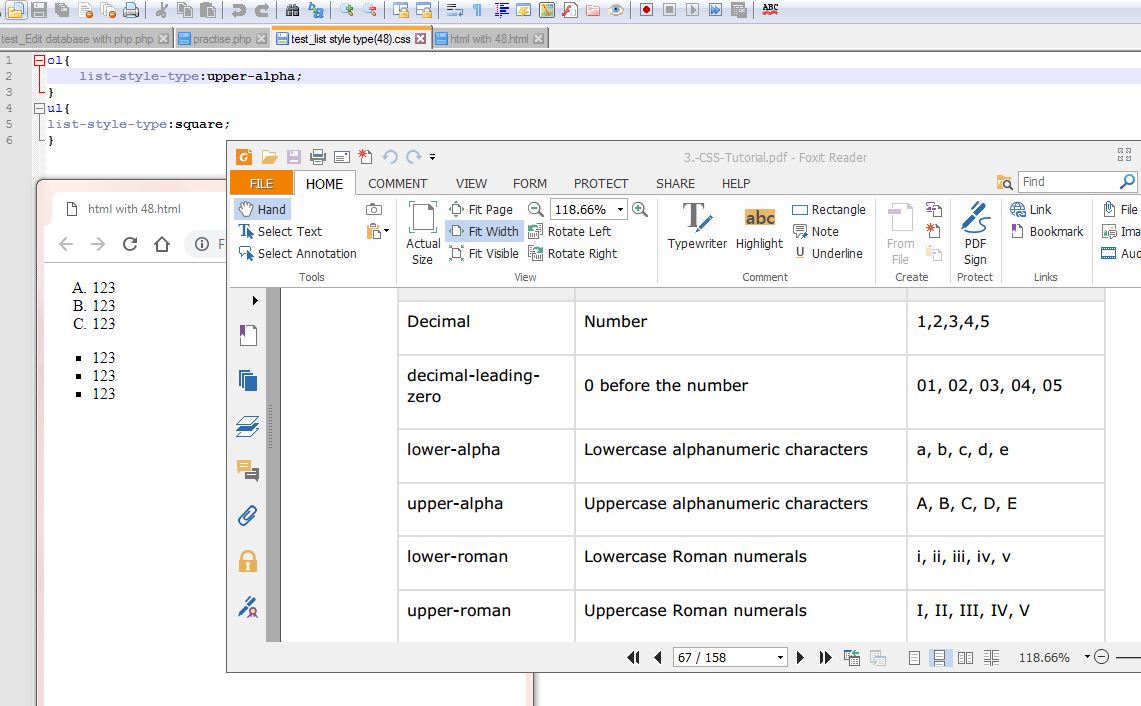 ABC
test_Edit database with php.php
practise.php
test_list style type(48).css
html with 48.html
1 ol{
2 list-style-type:upper-alpha;
3 }
4 ul{
5 list-style-type:square;
6 }
html with 48.html
F
A. 123
B. 123
C. 123
123
123
123
3.-CSS-Tutorial.pdf - Foxit Reader
FILE HOME COMMENT VIEW FORM PROTECT SHARE HELP
Find
Hand
Select Text
Select Annotation
Tools
Actual Size
Fit Page
Fit Width
Fit Visible
118.66%
Rotate Left
Rotate Right
View
Typewriter
abc
Highlight
Rectangle
Note
U Underline
Comment
From File
Create
PDF Sign
Protect
Link
Bookmark
Links
File
Ima
Aud
Decimal Number 1,2,3,4,5
decimal-leading-
zero 0 before the number 01, 02, 03, 04, 05
lower-alpha Lowercase alphanumeric characters a, b, c, d, e
upper-alpha Uppercase alphanumeric characters A, B, C, D, E
lower-roman Lowercase Roman numerals i, ii, iii, iv, v
upper-roman Uppercase Roman numerals I, II, III, IV, V
67 / 158
118.66%